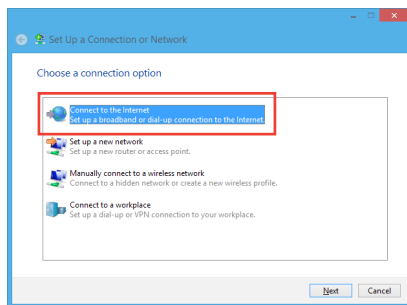 Set Up a Connection or Network
Choose a connection option
Connect to the Internet
Set up a broadband or dial-up connection to the Internet.
Set up a new network
Set up a new router or access point.
Manually connect to a wireless network
Connect to a hidden network or create a new wireless profile.
Connect to a workplace
Set up a dial-up or VPN connection to your workplace.
Next Cancel